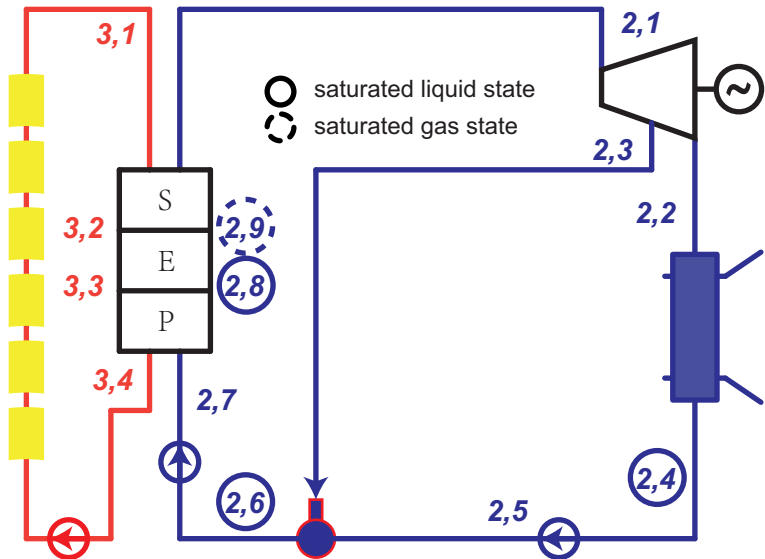 3,1
2,1
saturated liquid state
saturated gas state
2,3
S
3,2
2,9
2,2
E
3,3
2,8
P
3,4
2,7
2,4
2,6
2,5